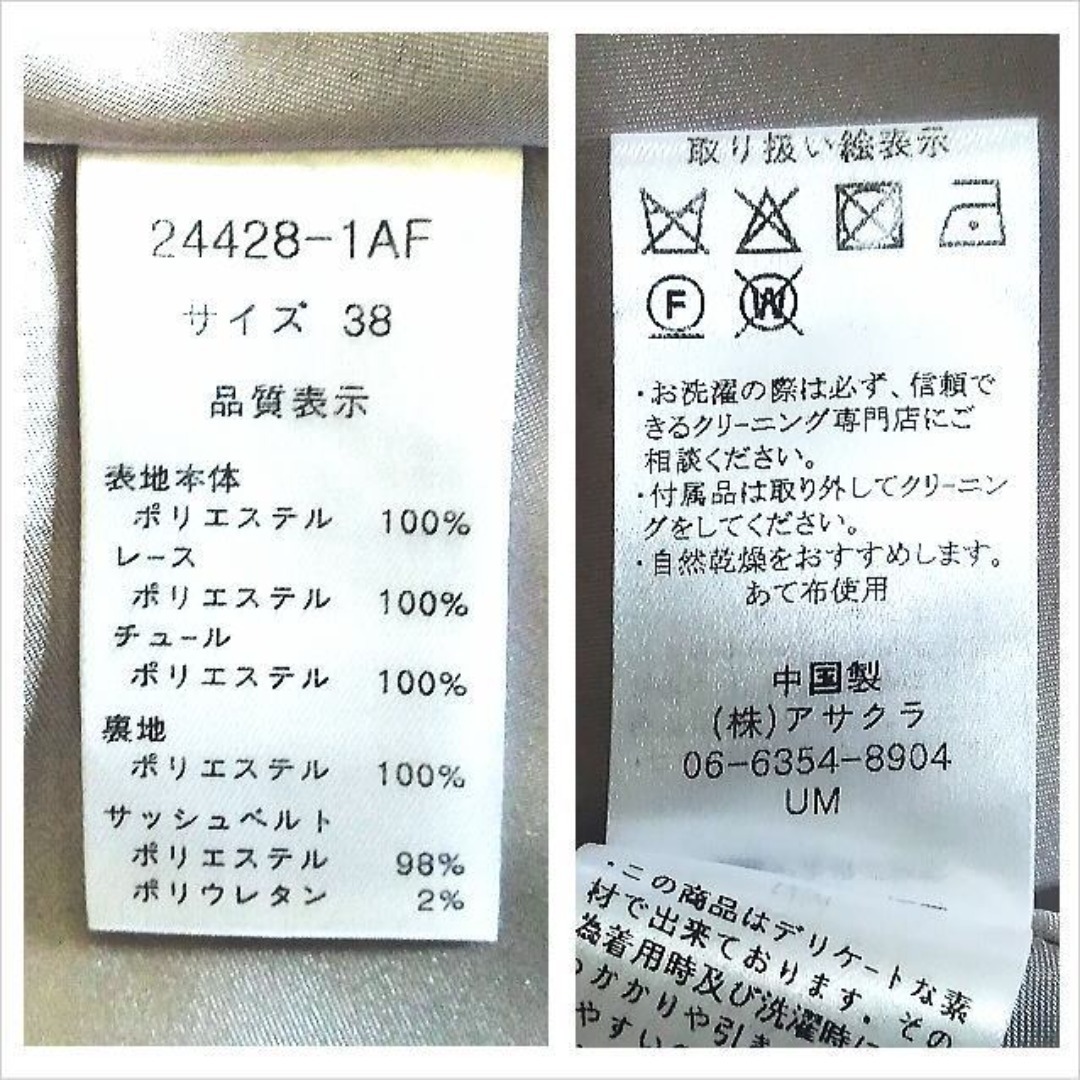 24428-1AF
サイズ 38
品質表示
表地本体
ポリエステル 100%
レース
ポリエステル 100%
チュール
ポリエステル 100%
裏地
ポリエステル 100%
サッシュベルト
ポリエステル 98%
ポリウレタン 2%
取り扱い絵表示
F W
・お洗濯の際は必ず、信頼で
きるクリーニング専門店にご
相談ください。
・付属品は取り外してクリーニン
グをしてください。
・自然乾燥をおすすめします。
あて布使用
中国製
(株)アサクラ
06-6354-8904
UM
・この商品はデリケートな素
材で出来ております。その
為着用時及び洗濯時に
かかりや引き
やすい